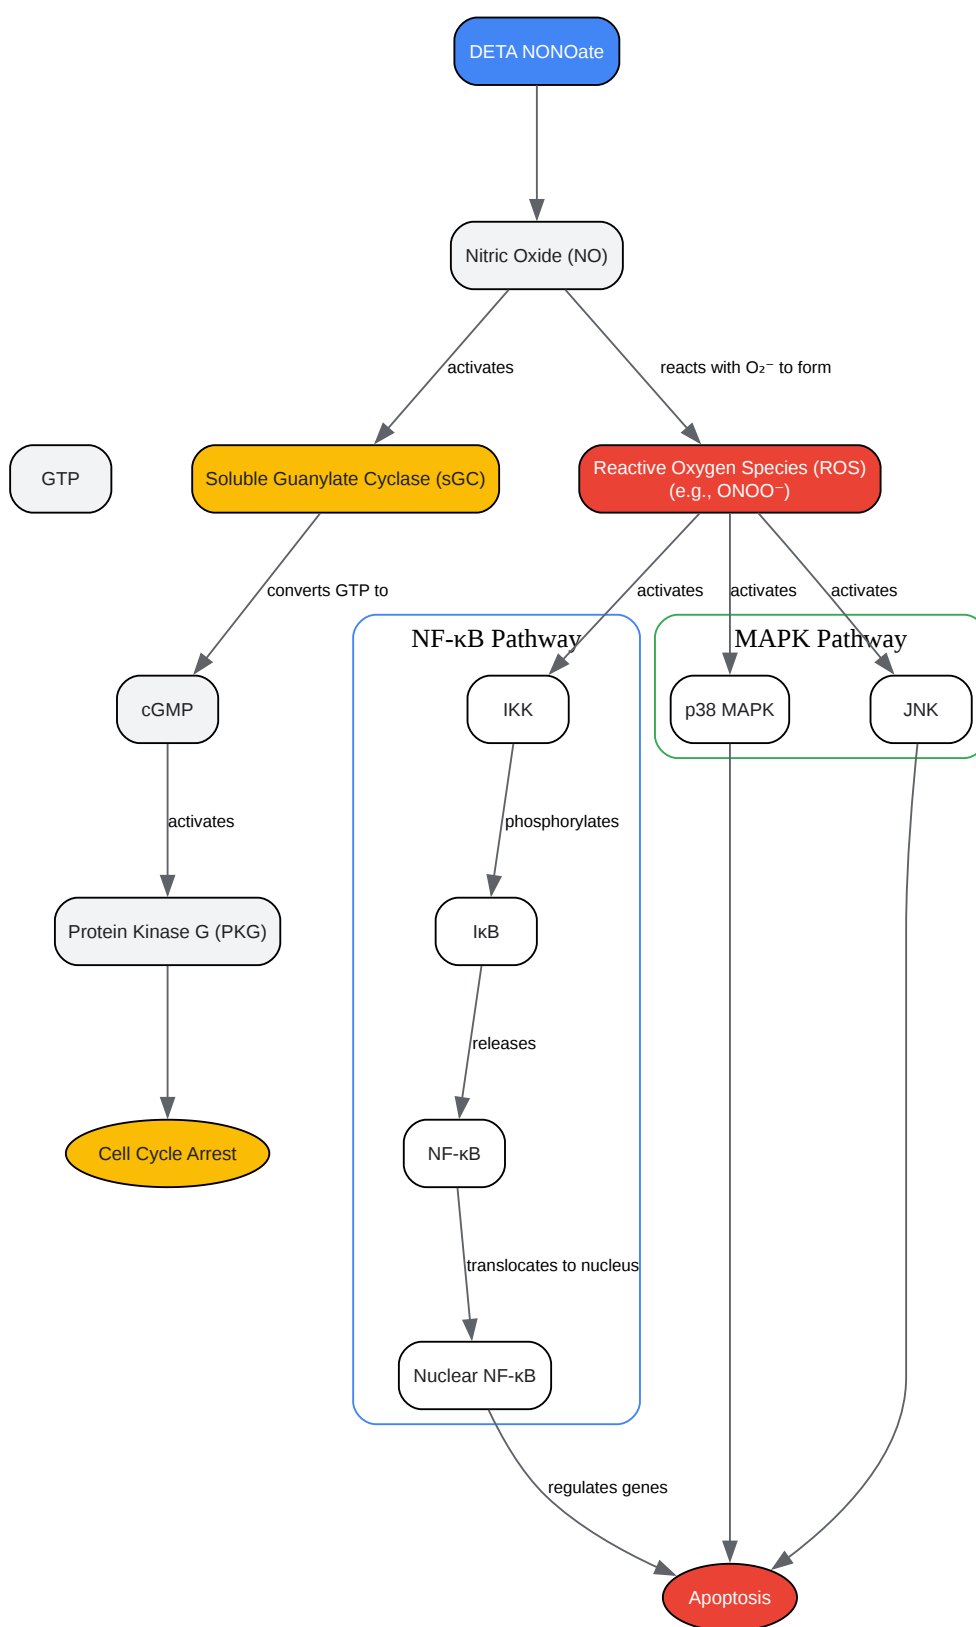 DETA NONOate
Nitric Oxide (NO)
activates
reacts with O₂⁻ to form
GTP
Soluble Guanylate Cyclase (sGC)
Reactive Oxygen Species (ROS)
(e.g., ONOO⁻)
converts GTP to
activates
activates
activates
NF-κB Pathway
MAPK Pathway
cGMP
IKK
p38 MAPK
JNK
activates
phosphorylates
Protein Kinase G (PKG)
IκB
releases
Cell Cycle Arrest
NF-κB
translocates to nucleus
Nuclear NF-κB
regulates genes
Apoptosis